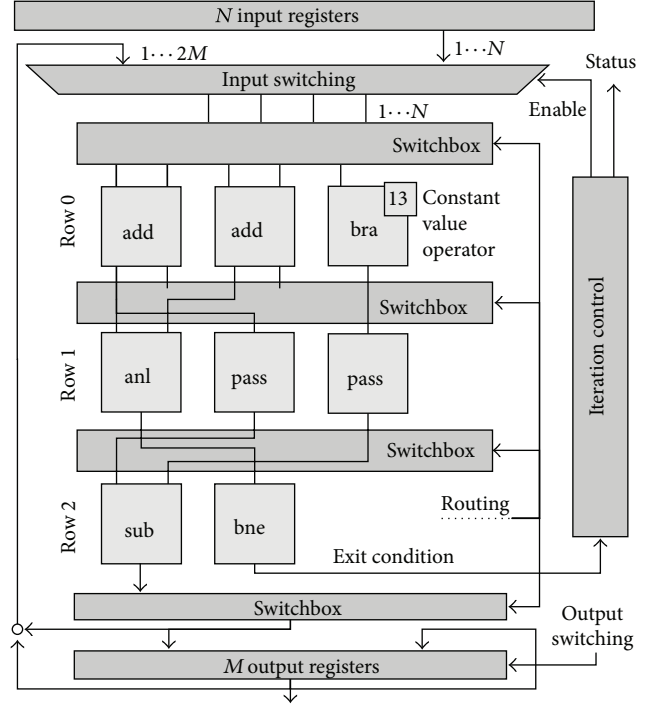 N input registers
1···2M
1···N
Status
Input switching
Enable
1···N
Switchbox
Row 0
add
add
bra
13
Constant
value
operator
Switchbox
Row 1
anl
pass
pass
Iteration control
Switchbox
Row 2
sub
bne
Routing
Exit condition
Switchbox
Output
switching
M output registers